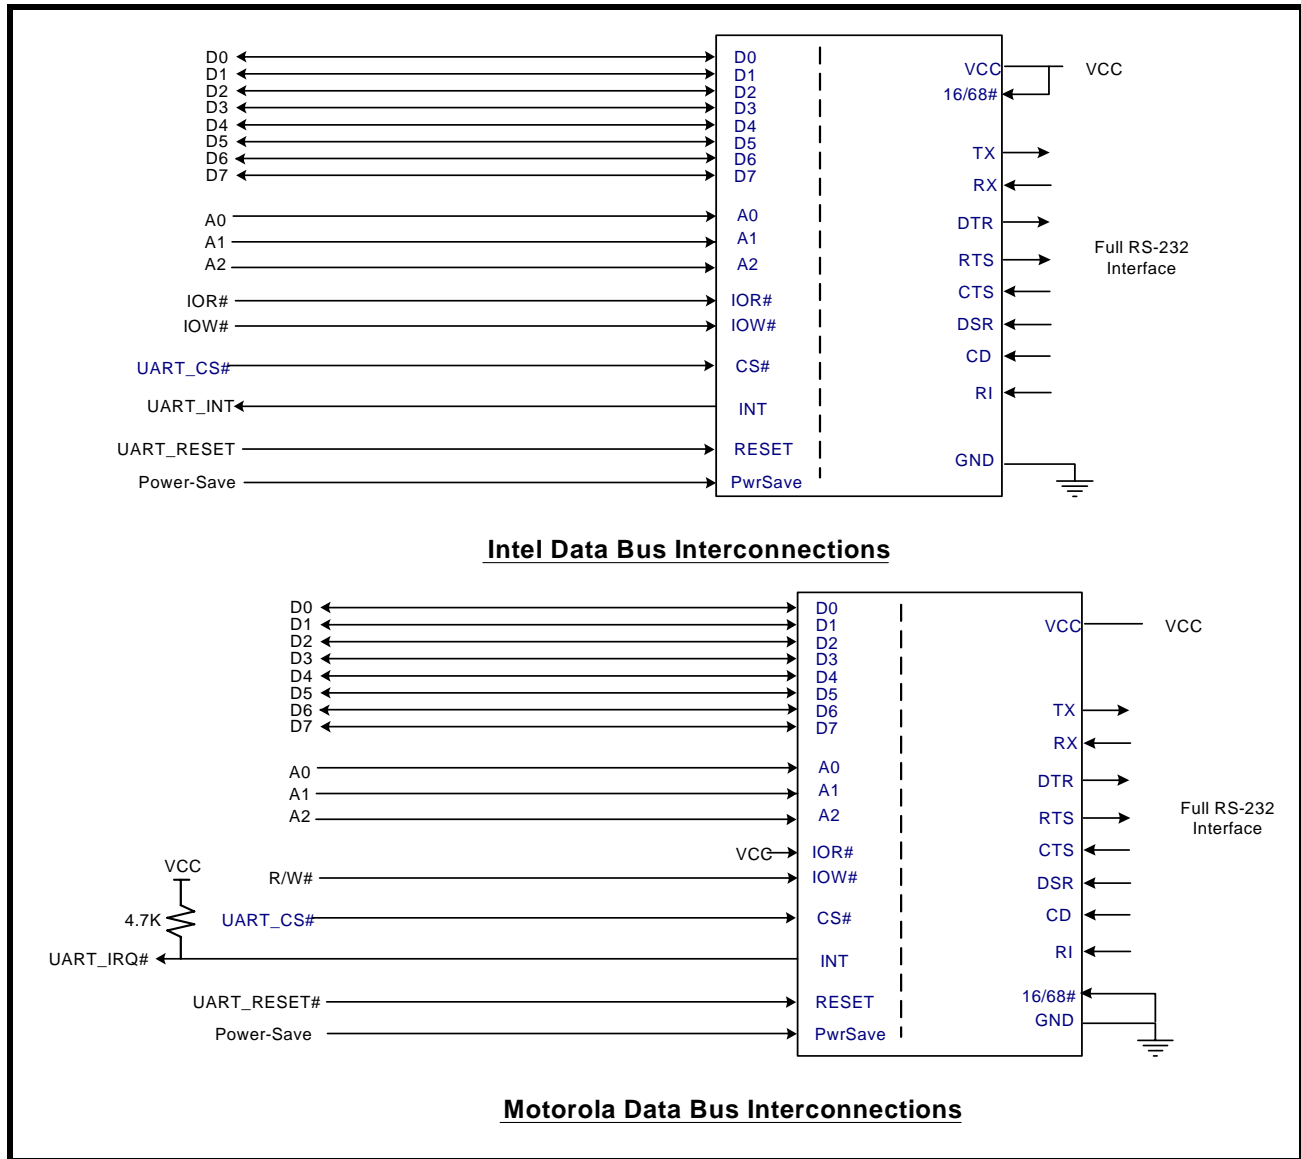 D0 D0
D1 D1 VCC VCC
D2 D2
D3 D3 16/68#
D4 D4
D5 D5
D6 D6 TX
D7 D7
RX
A0 A0
A1 A1 DTR
A2 A2 RTS Full RS-232
Interface
IOR# IOR# CTS
IOW# IOW# DSR
UART_CS# CS# CD
UART_INT INT RI
UART_RESET RESET
GND
Power-Save PwrSave
Intel Data Bus Interconnections
D0 D0
D1 D1 VCC VCC
D2 D2
D3 D3
D4 D4
D5 D5
D6 D6 TX
D7 D7
RX
A0 A0 DTR
A1 A1
A2 A2 RTS Full RS-232
Interface
VCC VCC IOR# CTS
R/W# IOW# DSR
4.7K UART_CS# CS# CD
UART_IRQ# INT RI
UART_RESET# RESET 16/68#
GND
Power-Save PwrSave
Motorola Data Bus Interconnections